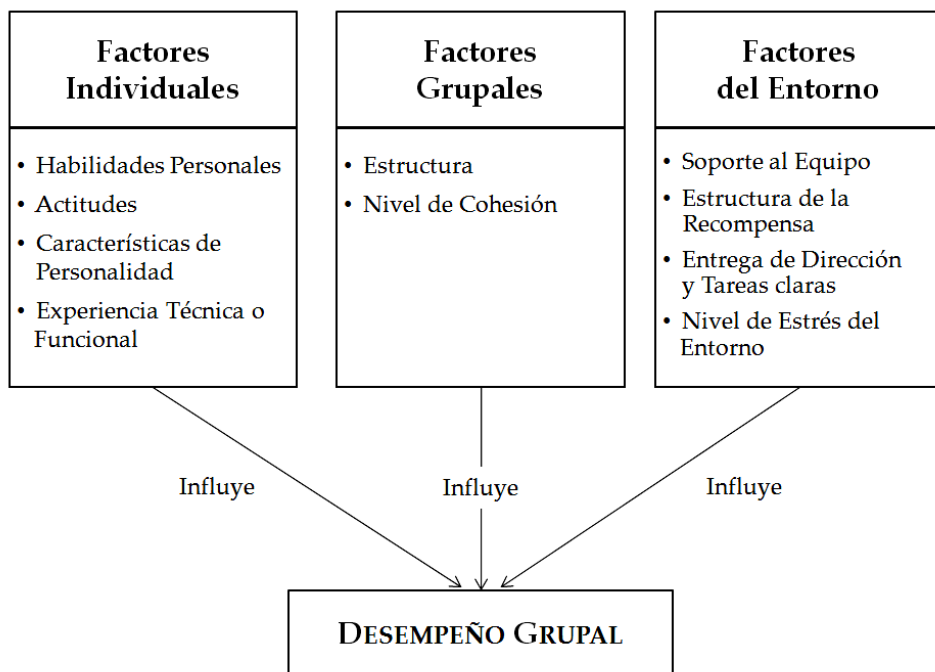 Factores
Individuales
• Habilidades Personales
• Actitudes
• Características de
Personalidad
• Experiencia Técnica o
Funcional
Factores
Grupales
• Estructura
• Nivel de Cohesión
Factores
del Entorno
• Soporte al Equipo
• Estructura de la
Recompensa
• Entrega de Dirección
y Tareas claras
• Nivel de Estrés del
Entorno
Influye
Influye
Influye
DESEMPEÑO GRUPAL